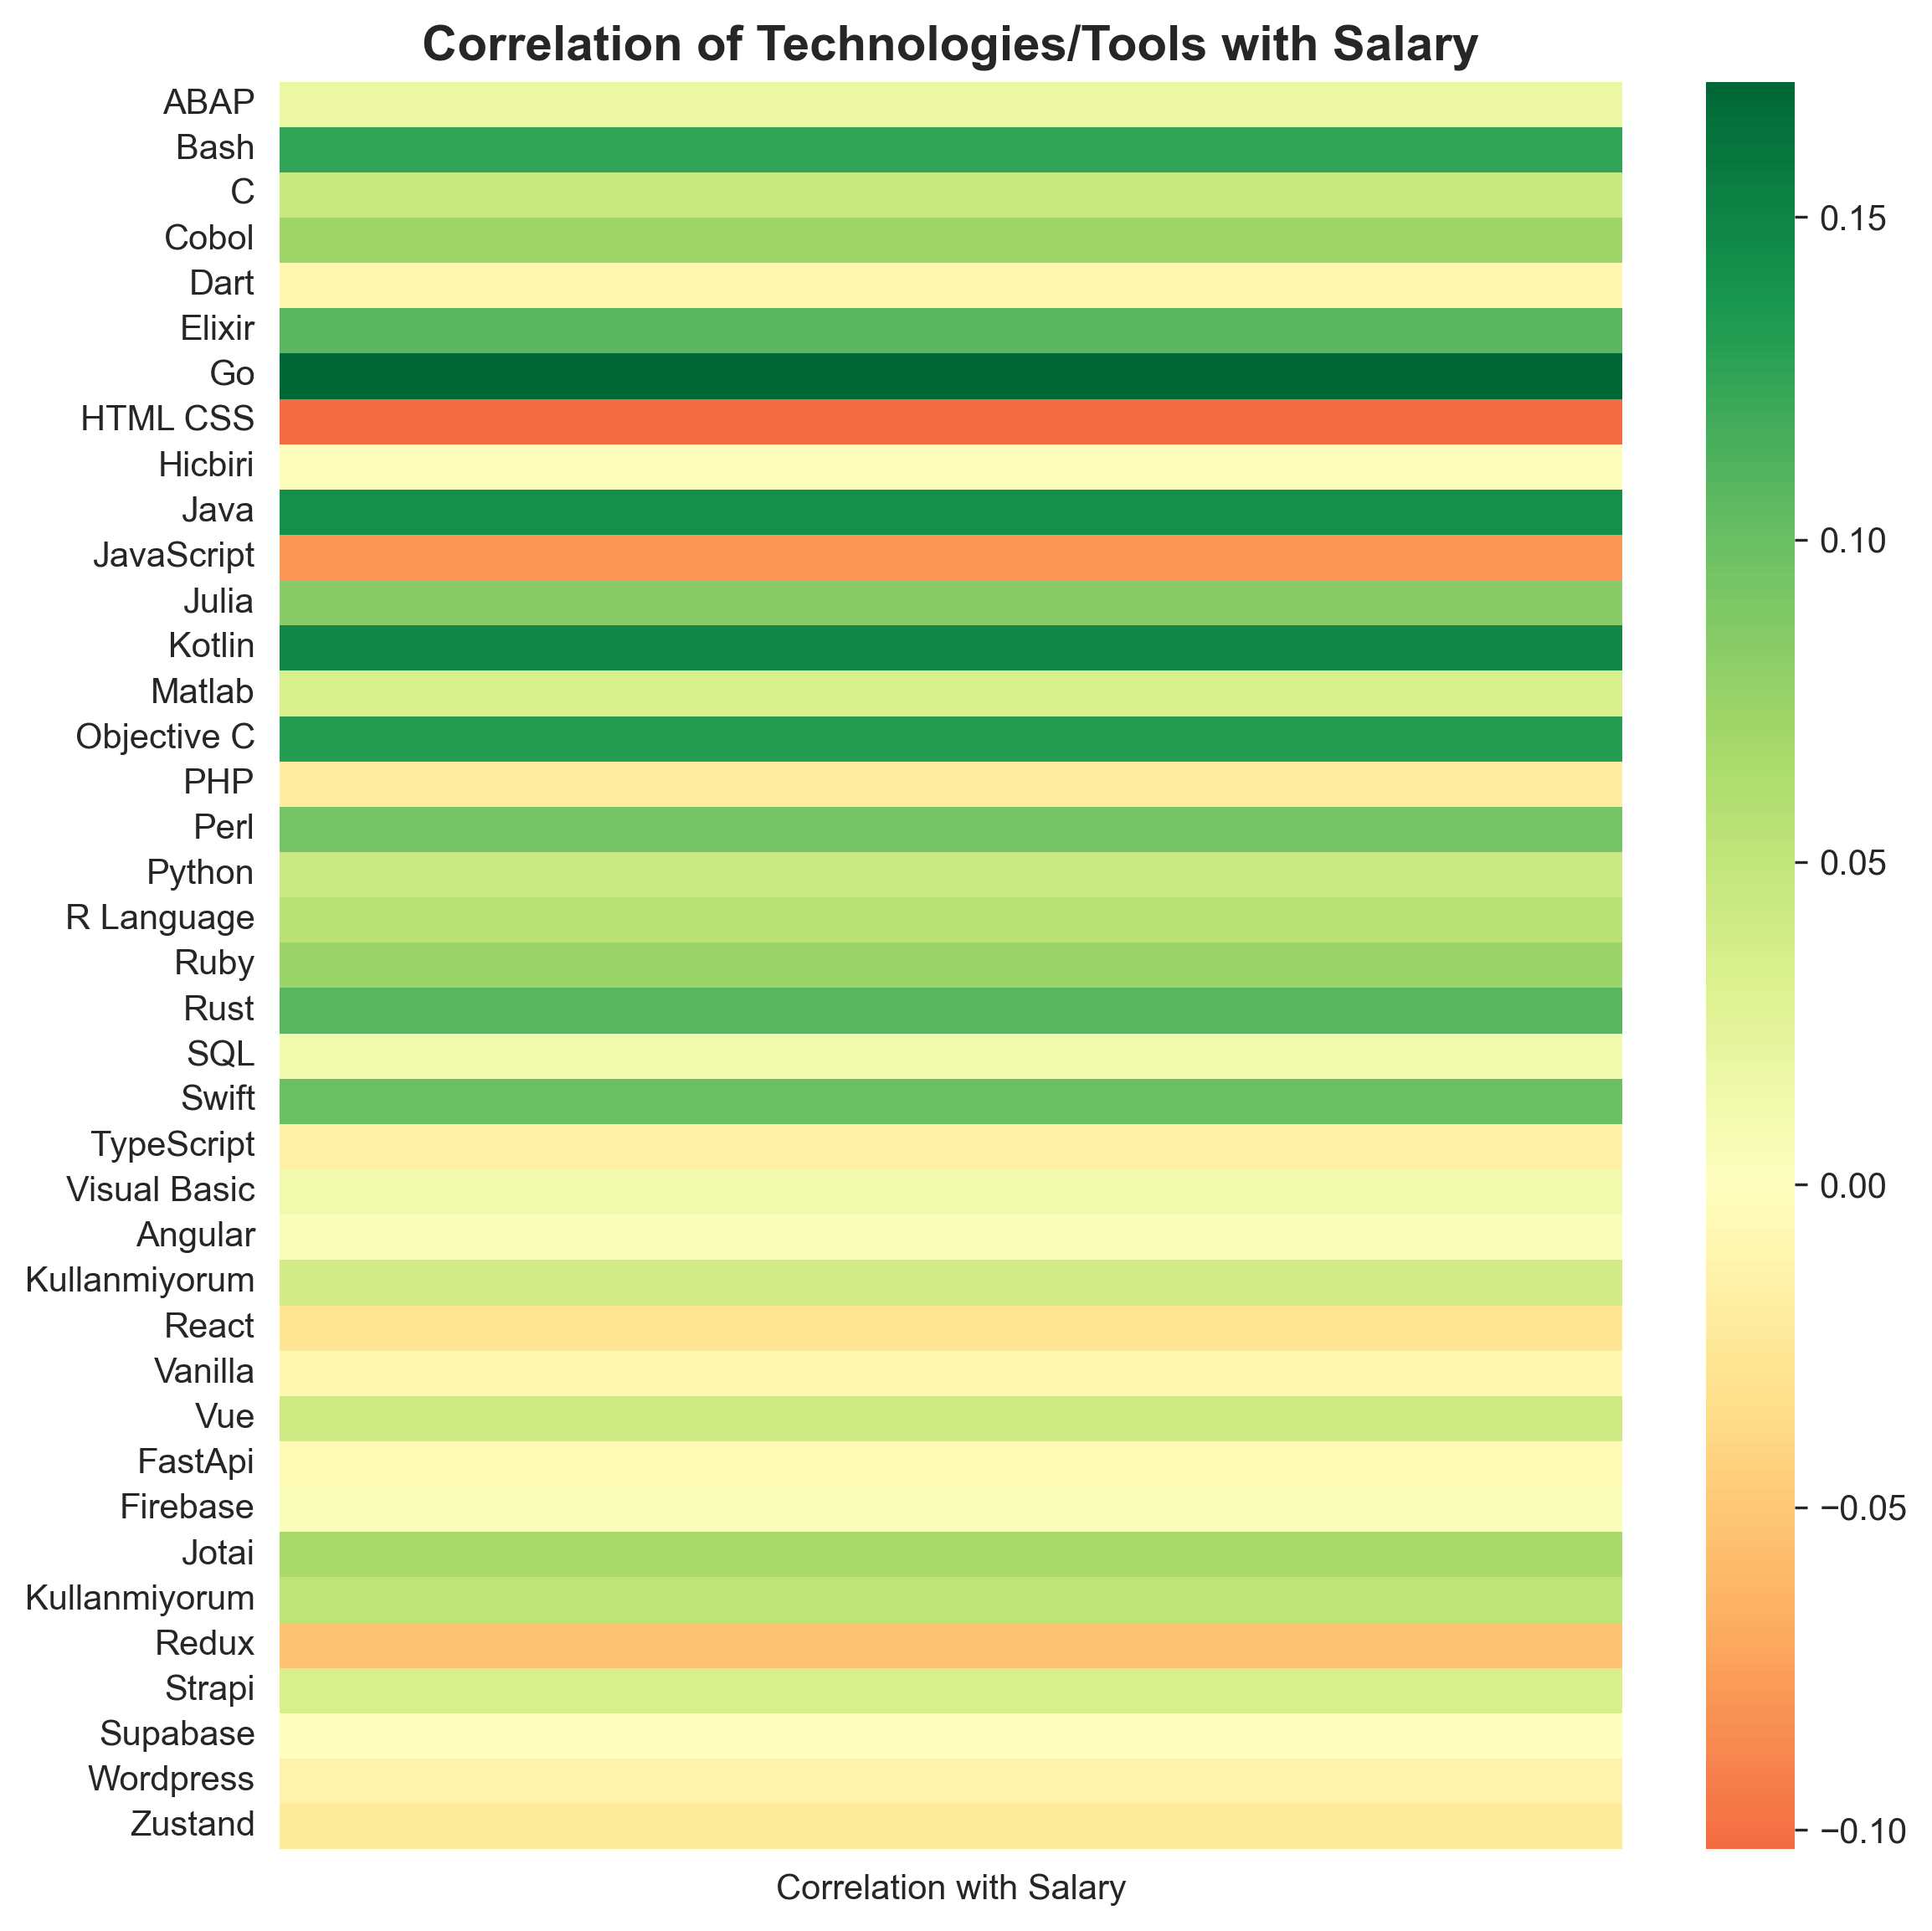 Correlation of Technologies/Tools with Salary
ABAP
Bash
C
Cobol
Dart
Elixir
Go
HTML CSS
Hicbiri
Java
JavaScript
Julia
Kotlin
Matlab
Objective C
PHP
Perl
Python
R Language
Ruby
Rust
SQL
Swift
TypeScript
Visual Basic
Angular
Kullanmiyorum
React
Vanilla
Vue
FastApi
Firebase
Jotai
Kullanmiyorum
Redux
Strapi
Supabase
Wordpress
Zustand
Correlation with Salary
0.15
0.10
0.05
0.00
−0.05
−0.10